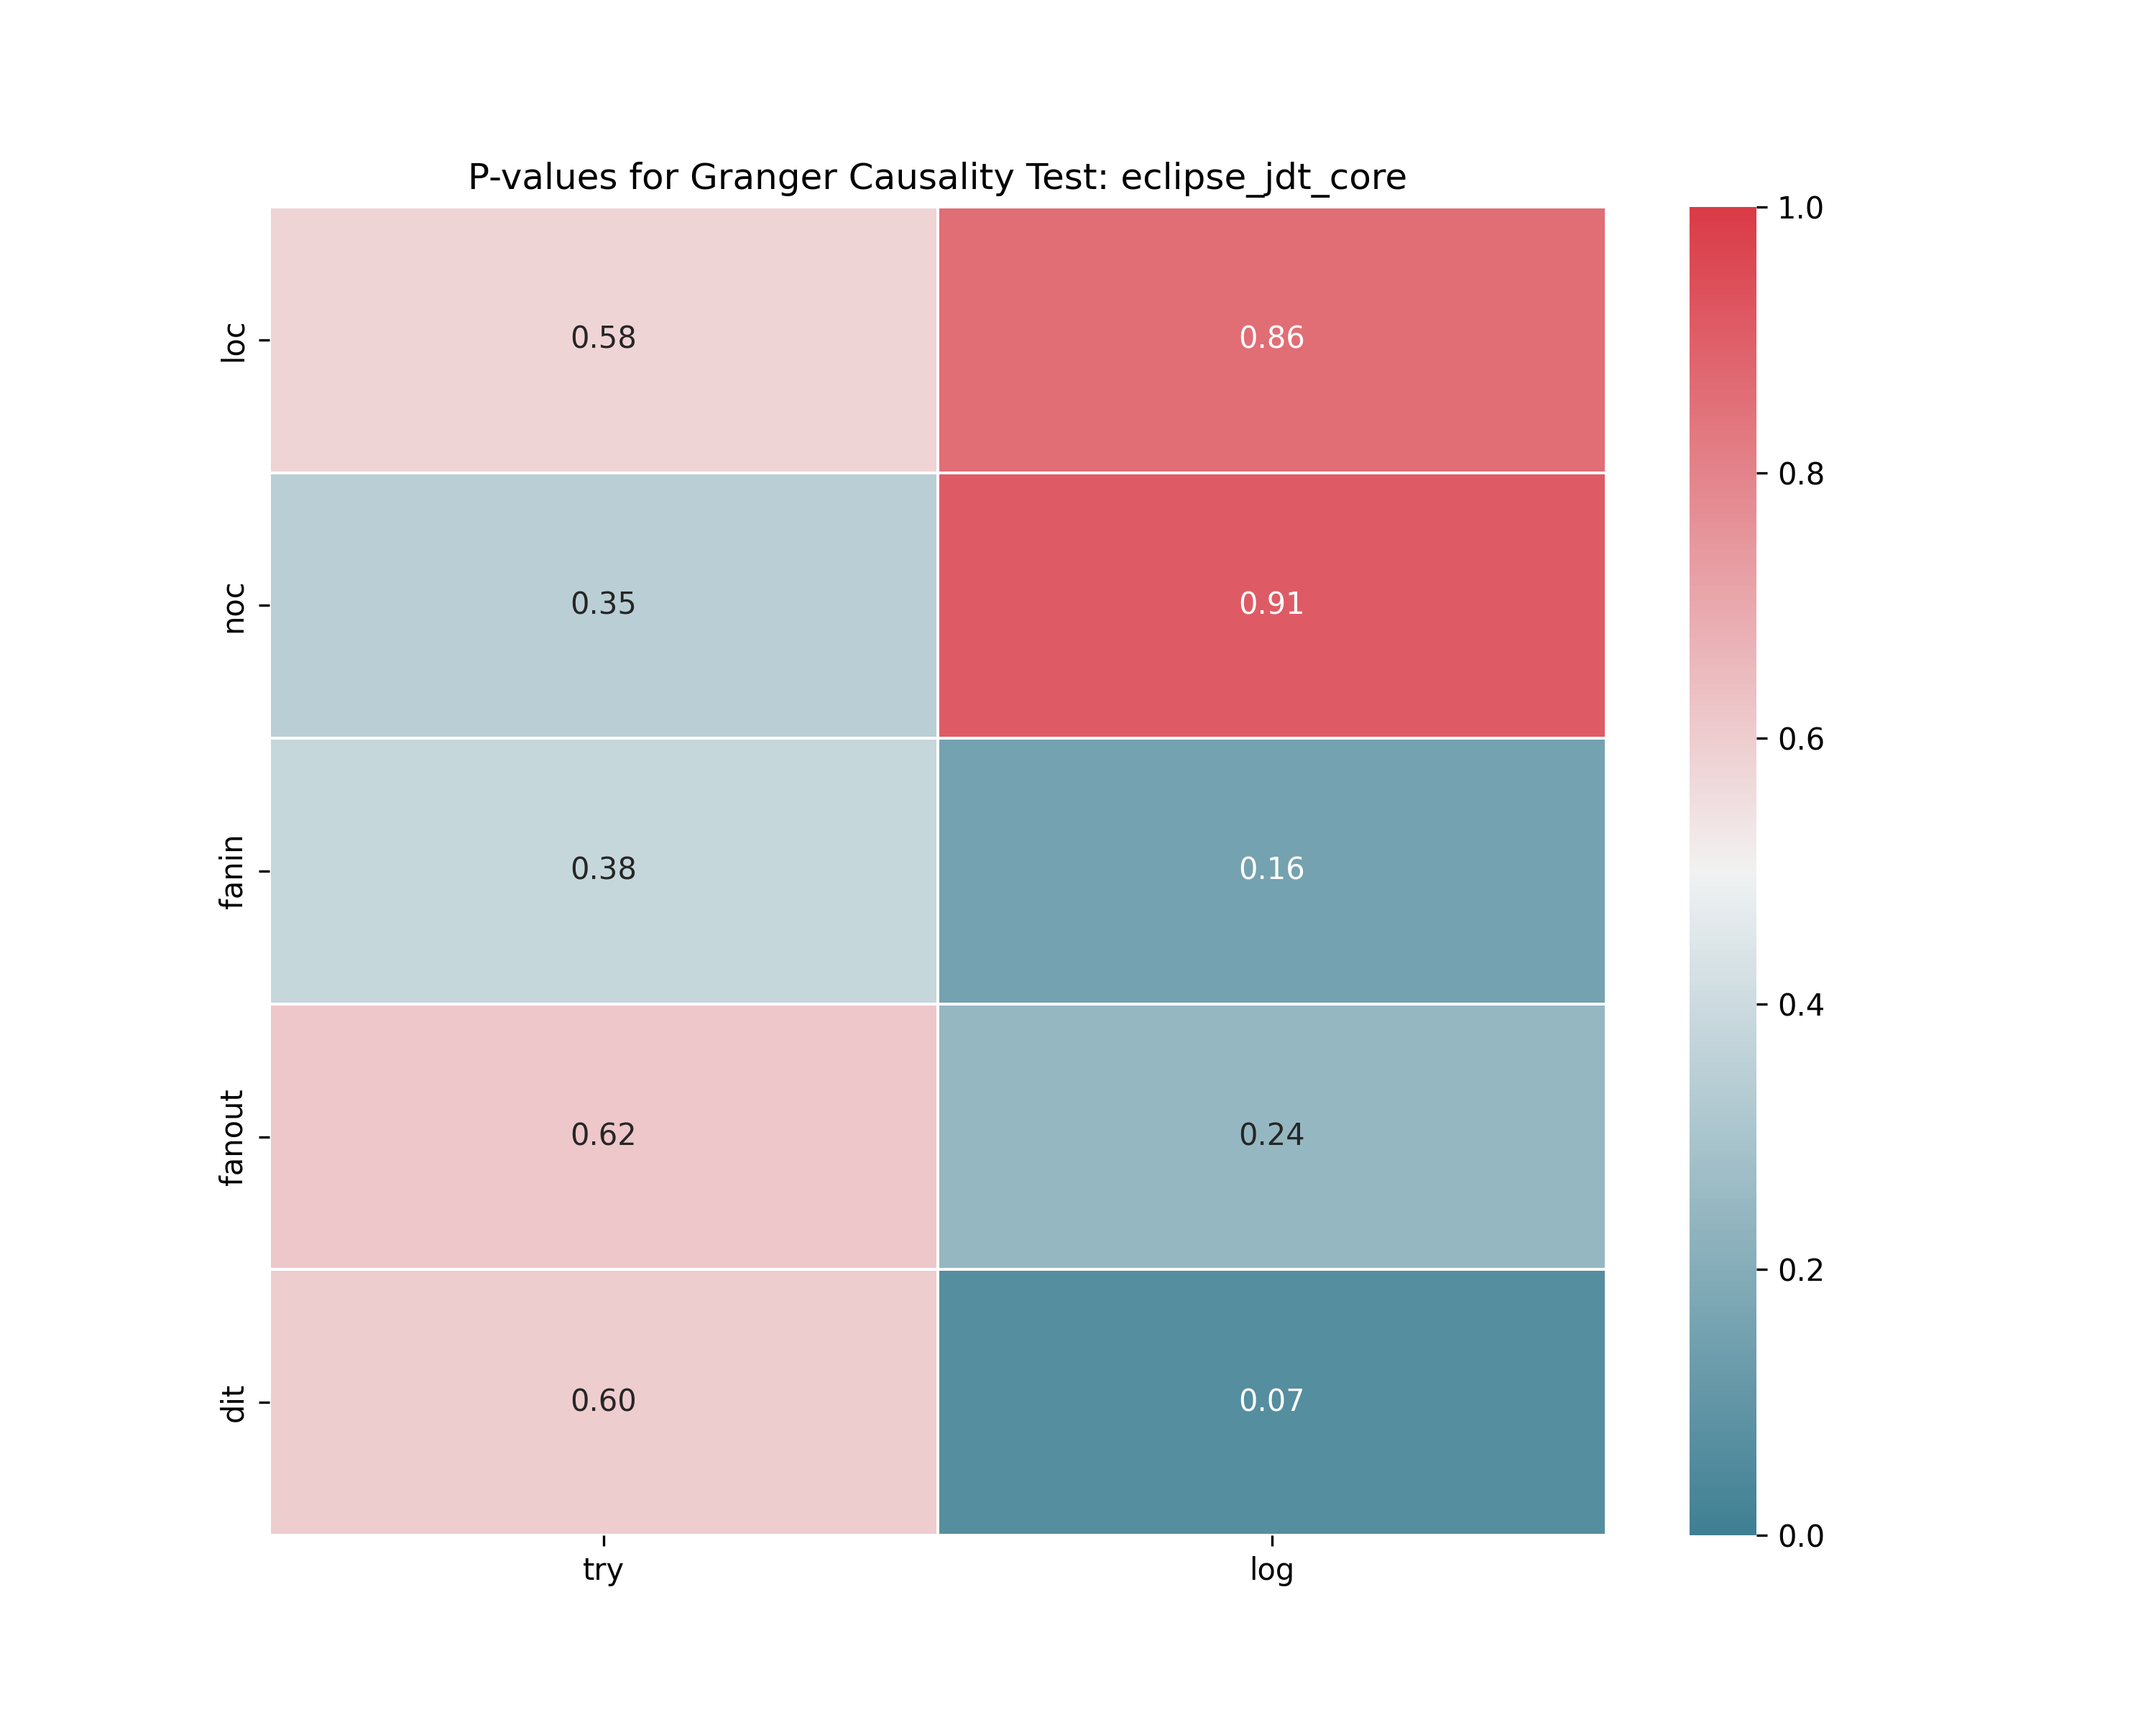 P-values for Granger Causality Test: eclipse_jdt_core
loc
0.58
0.86
noc
0.35
0.91
fanin
0.38
0.16
fanout
0.62
0.24
dit
0.60
0.07
try
log
1.0
0.8
0.6
0.4
0.2
0.0